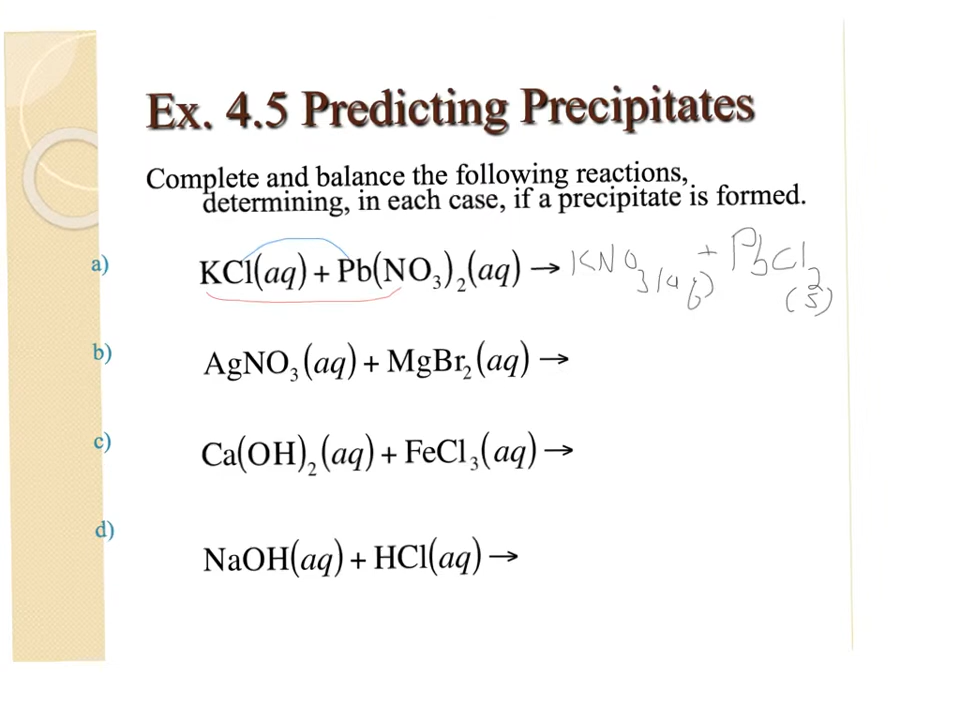 Ex. 4.5 Predicting Precipitates
Complete and balance the following reactions,
determining, in each case, if a precipitate is formed.
a) KCl(aq) + Pb(NO₃)₂(aq) → KNO₃(aq) + PbCl₂(s)
b) AgNO₃(aq) + MgBr₂(aq) →
c) Ca(OH)₂(aq) + FeCl₃(aq) →
d) NaOH(aq) + HCl(aq) →